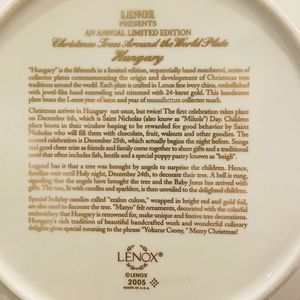 LENOX
PRESENTS
AN ANNUAL LIMITED EDITION
Christmas Trees Around the World Plate
Hungary
"Hungary" is the fifteenth in a limited edition, sequentially hand numbered, series of
collector plates commemorating the origin and development of Christmas tree
traditions around the world. Each plate is crafted in Lenox fine ivory china, embellished
with jewel-like hand enameling and trimmed with 24-karat gold. This handsome
plate bears the Lenox year of issue and year of manufacture collector mark.
Christmas arrives in Hungary not once, but twice! The first celebration takes place
on December 6th, which is Saint Nicholas (also know as "Mikulas") Day. Children
place boots in their window hoping to be rewarded for good behavior by Saint
Nicholas who will fill them with chocolate, fruit, walnuts and other goodies. The
second celebration is December 25th, which actually begins the night before. Songs
and good cheer arise as friends and family come together to share gifts and a traditional
meal that often includes fish, lentils and a special poppy pastry known as "beigli".
Legend has it that a tree was brought by angels to surprise the children. Hence,
families wait until Holy night, December 24th, to decorate their tree. A bell is rung,
signaling that the angels have brought the tree and the Baby Jesus has arrived with
gifts. The tree, lit with candles and sparklers, is then unveiled to the delighted children.
Special holiday candies called "szalon cukon," wrapped in bright red and gold foil,
are also used to decorate the tree. "Matyo" felt ornaments, decorated with the colorful
embroidery that Hungary is renowned for, make unique and festive tree decorations.
Hungary's rich tradition of beautiful handcrafted work and wonderful culinary
delights gives special meaning to the phrase "Merry Christmas!
LENOX®
©LENOX
2005
MADE IN U.S.A.